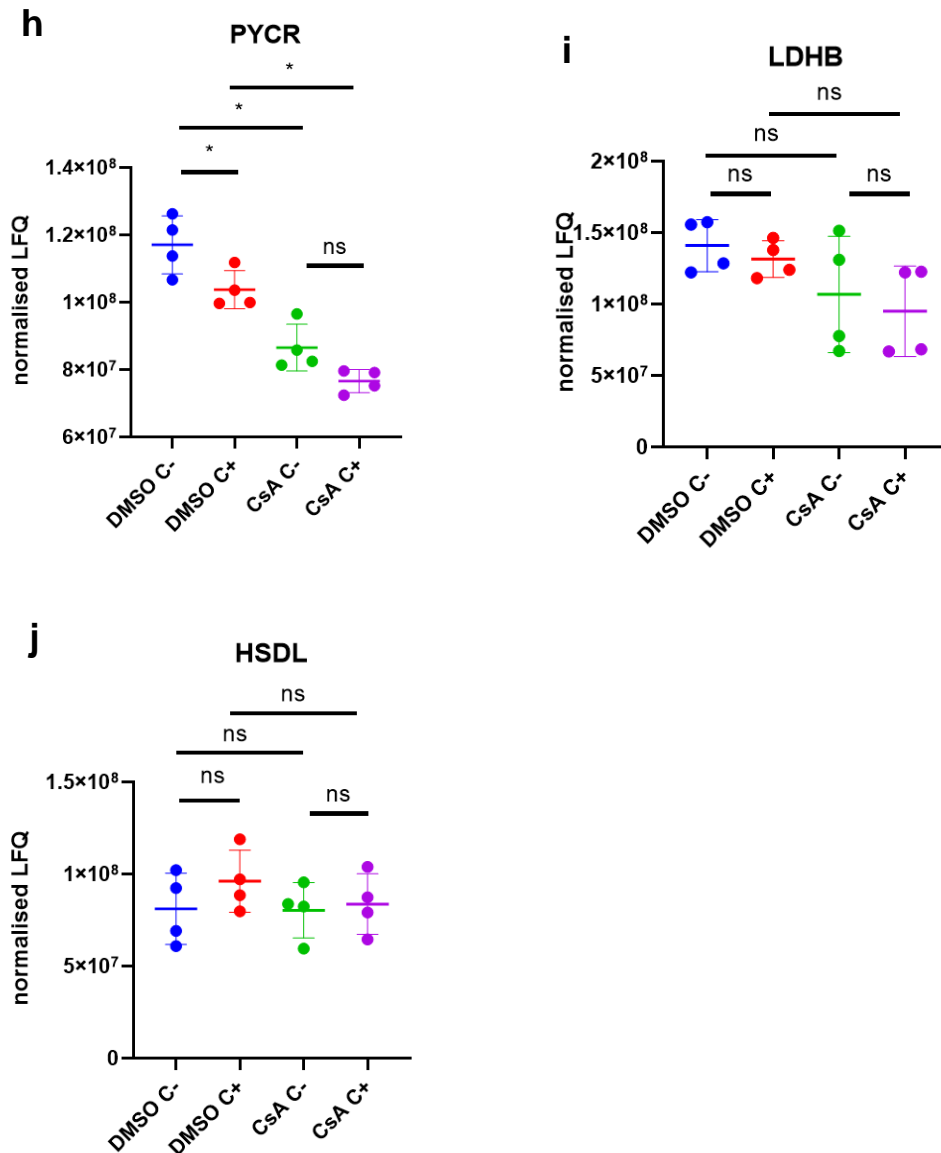 h
PYCR
*
*
*
ns
1.4×10⁸
1.2×10⁸
1×10⁸
8×10⁷
6×10⁷
normalised LFQ
DMSO C-
DMSO C+
CsA C-
CsA C+
i
LDHB
ns
ns
ns
ns
2×10⁸
1.5×10⁸
1×10⁸
5×10⁷
0
normalised LFQ
DMSO C-
DMSO C+
CsA C-
CsA C+
j
HSDL
ns
ns
ns
ns
1.5×10⁸
1×10⁸
5×10⁷
0
normalised LFQ
DMSO C-
DMSO C+
CsA C-
CsA C+